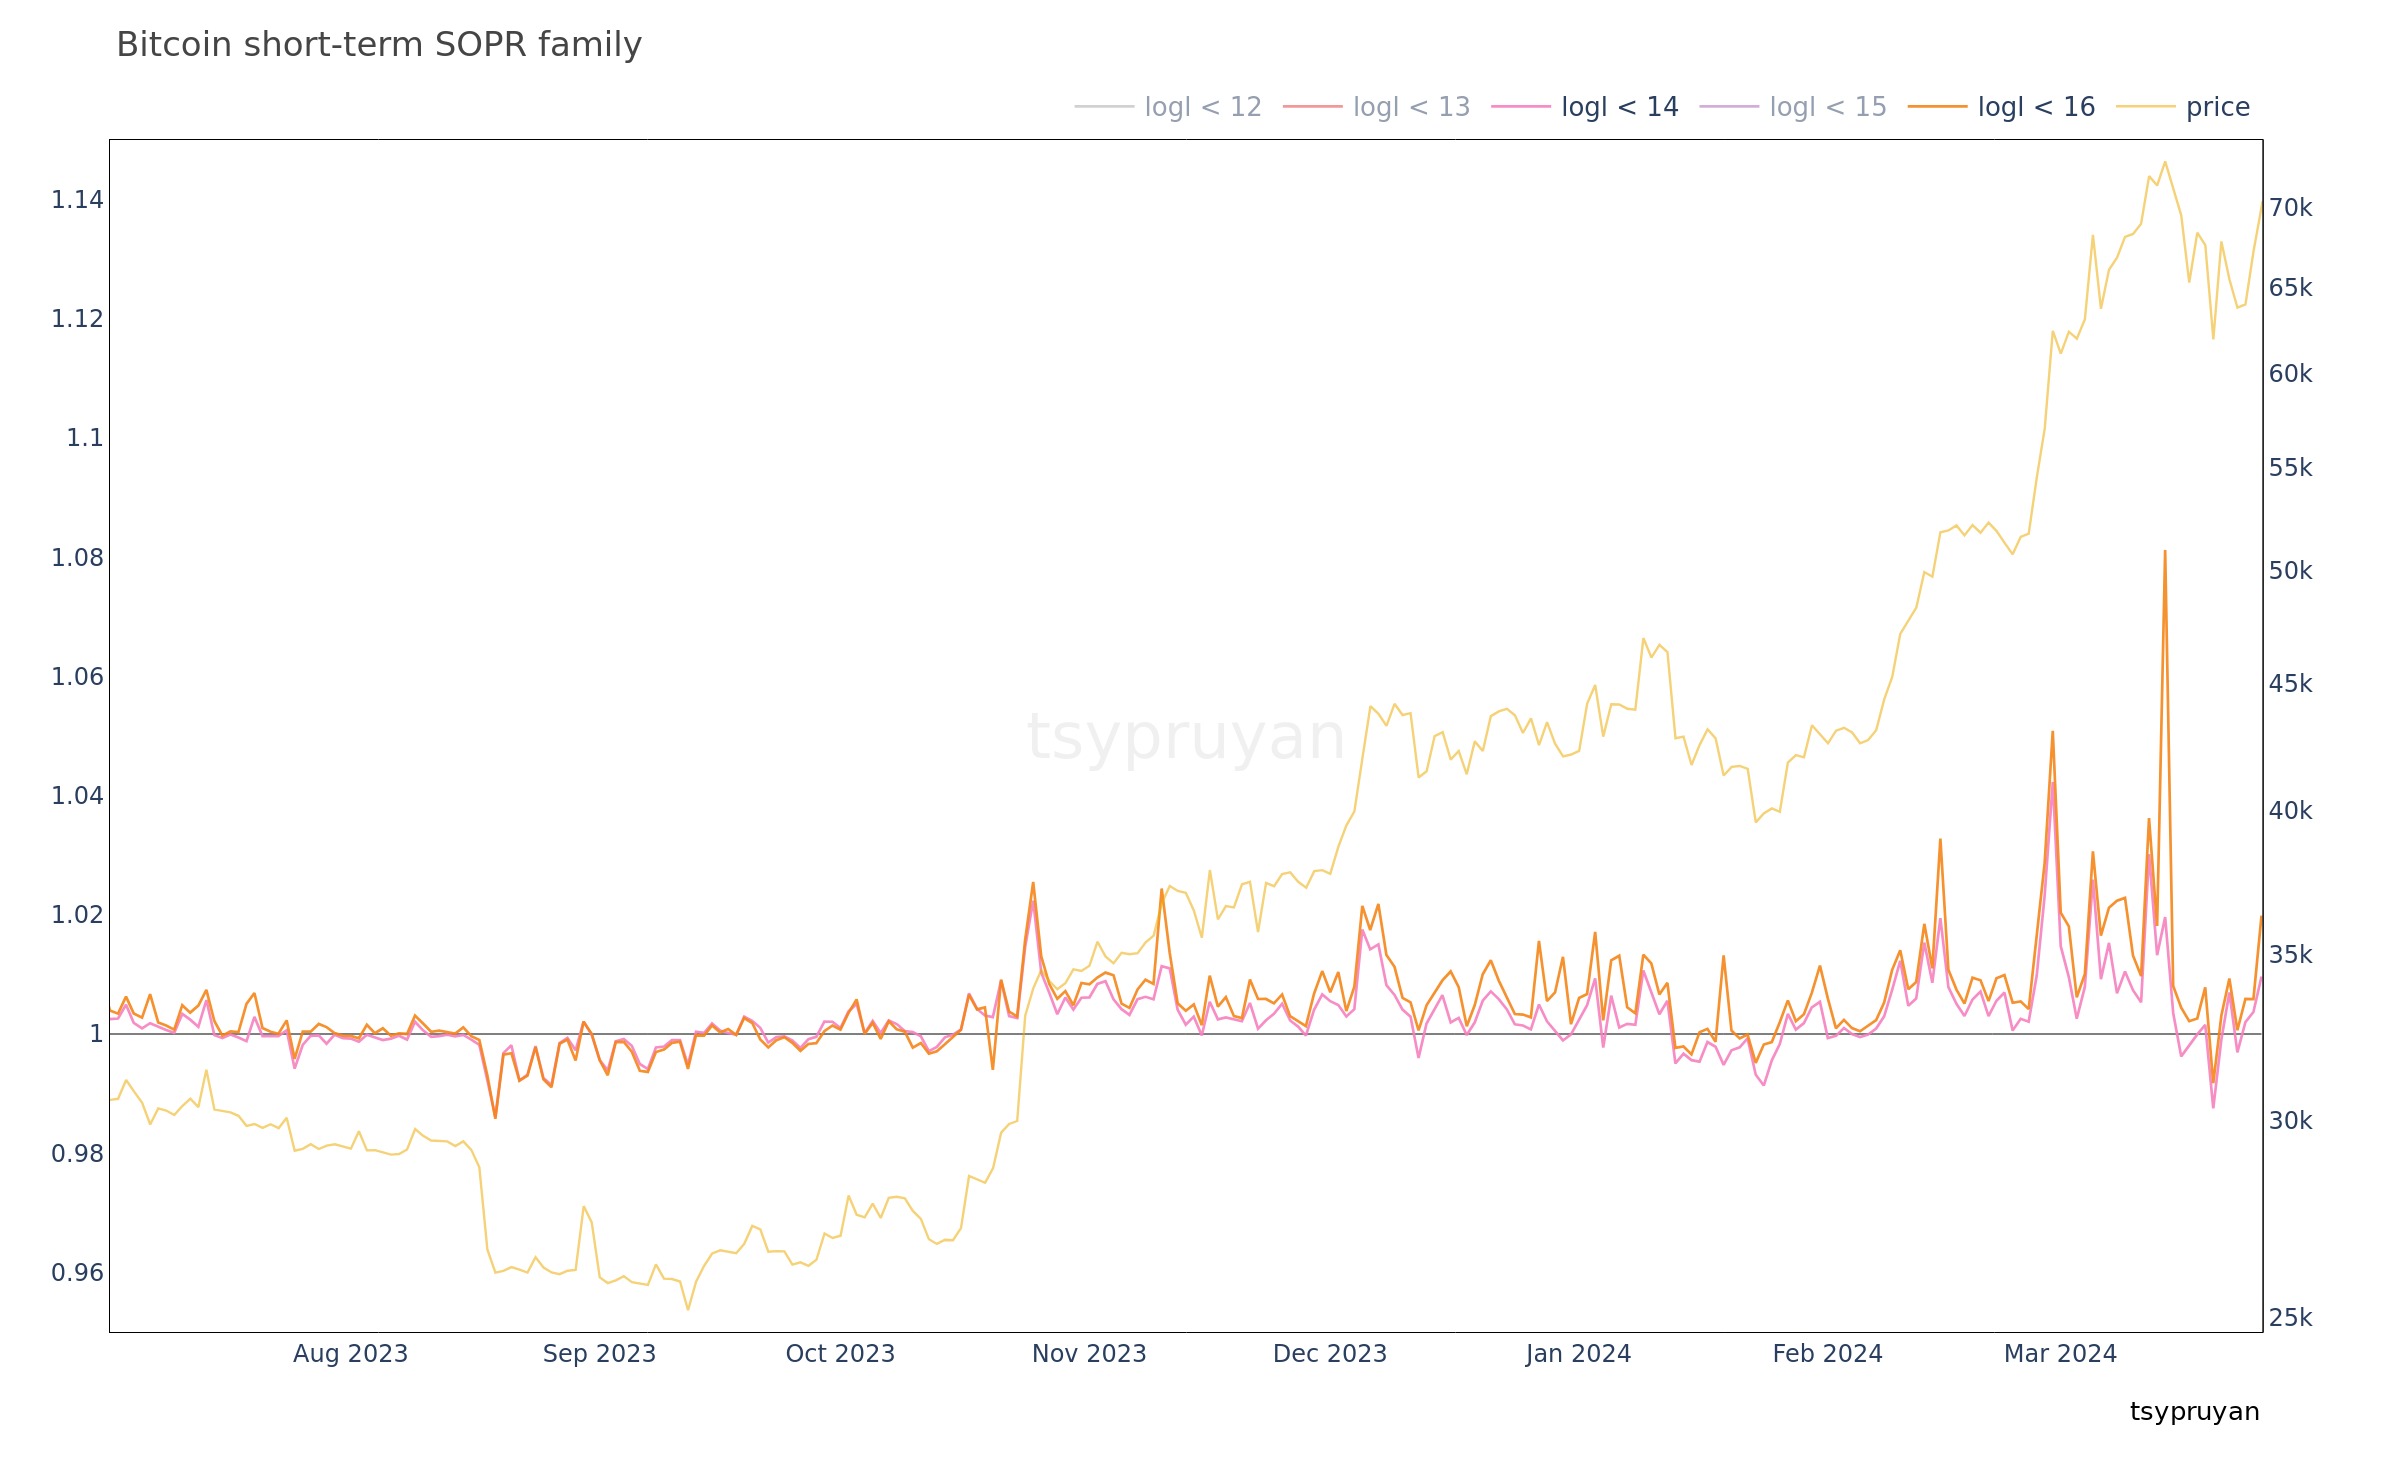 Bitcoin short-term SOPR family
logl < 12 logl < 13 logl < 14 logl < 15 logl < 16 price
1.14
1.12
1.1
1.08
1.06
1.04
1.02
1
0.98
0.96
70k
65k
60k
55k
50k
45k
40k
35k
30k
25k
tsypruyan
Aug 2023 Sep 2023 Oct 2023 Nov 2023 Dec 2023 Jan 2024 Feb 2024 Mar 2024
tsypruyan